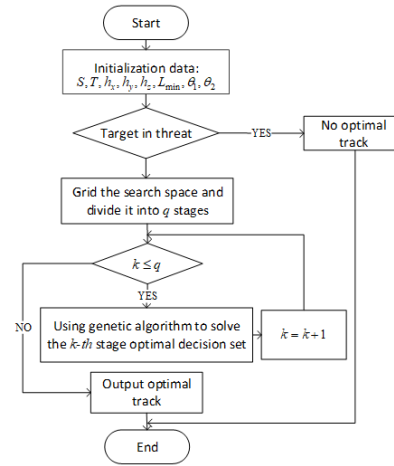 Start
Initialization data:
S, T, hx, hy, hz, Lmin, θ1, θ2
Target in threat
YES
No optimal
track
Grid the search space and
divide it into q stages
k ≤ q
YES
NO
Using genetic algorithm to solve
the k-th stage optimal decision set
k = k+1
Output optimal
track
End